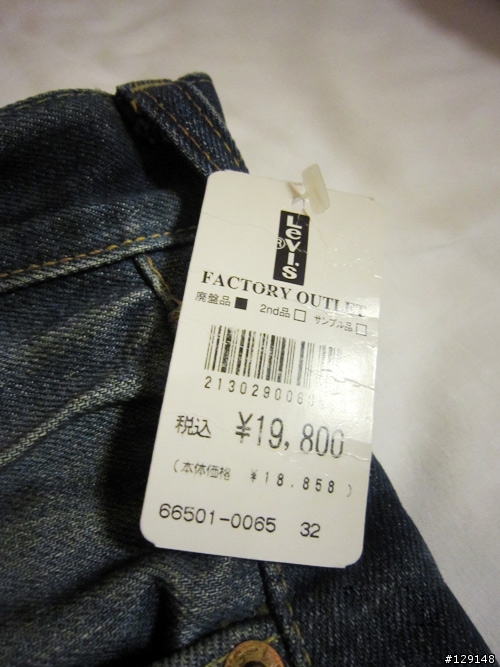 Levi's®
FACTORY OUTLET
廃盤品 ■ 2nd品 □ サンプル品 □
税込 ¥19,800
(本体価格 ¥18.858)
66501-0065 32
#129148